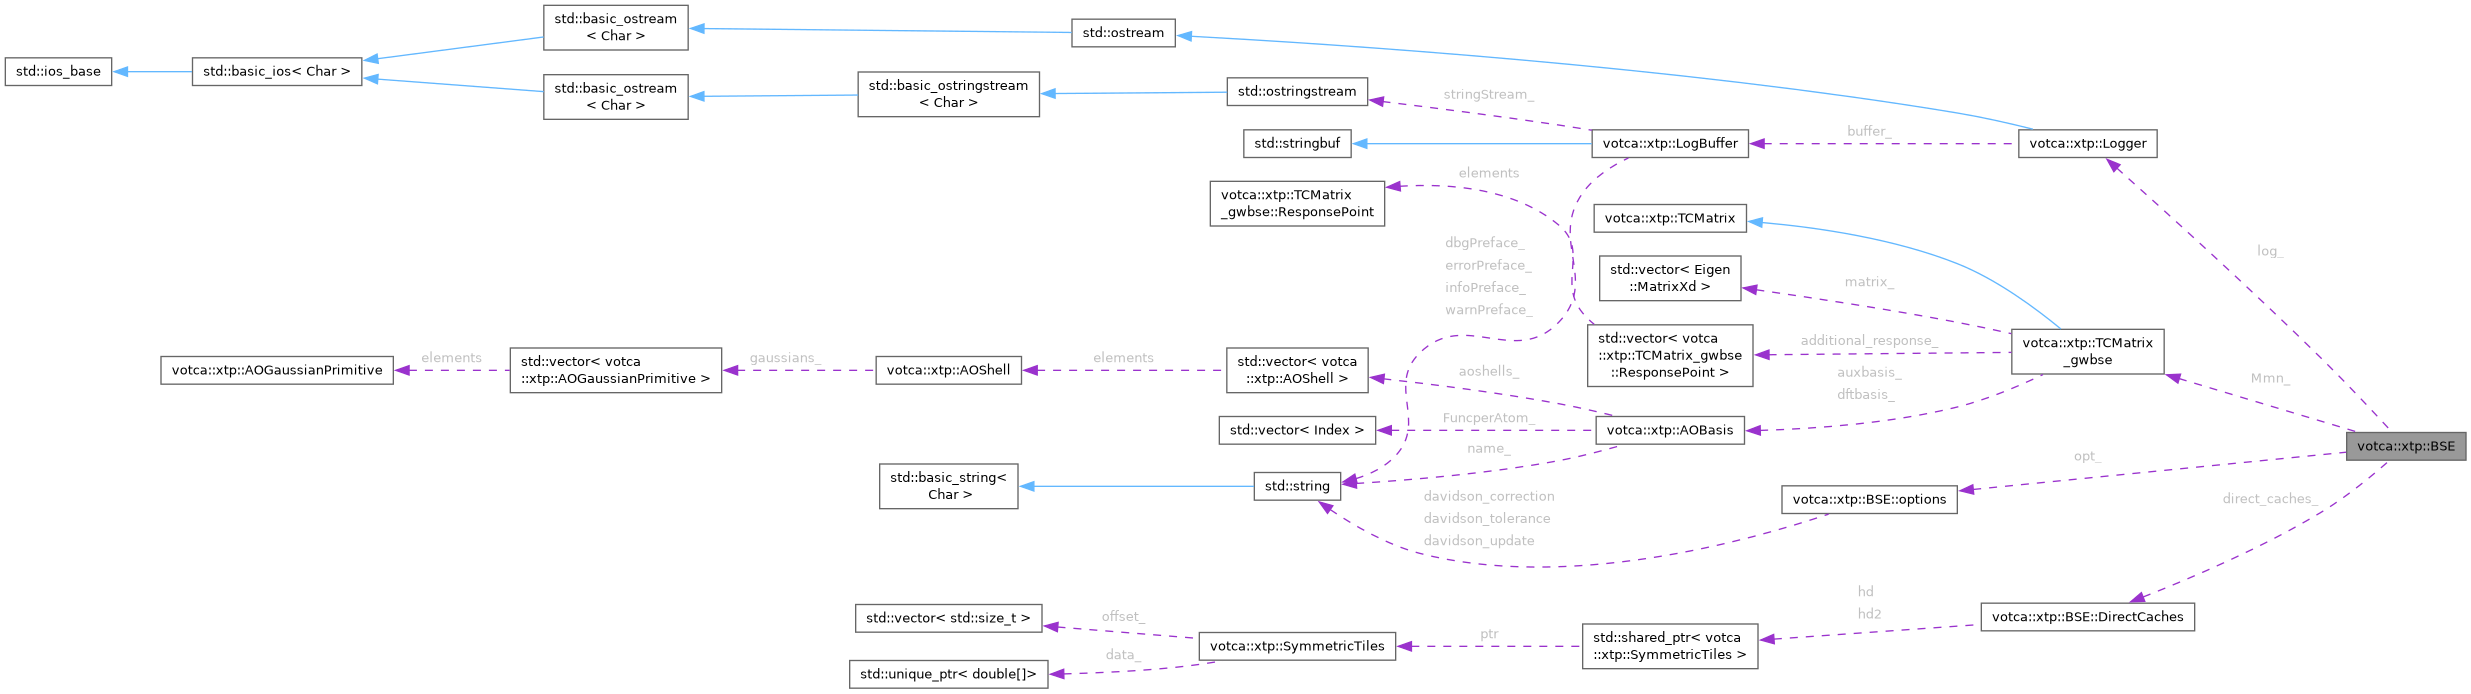 std::ios_base
std::basic_ios< Char >
std::basic_ostream
< Char >
std::basic_ostream
< Char >
std::basic_ostringstream
< Char >
std::ostream
std::ostringstream
stringStream_
std::stringbuf
votca::xtp::LogBuffer
buffer_
votca::xtp::Logger
log_
votca::xtp::TCMatrix
_gwbse::ResponsePoint
elements
votca::xtp::TCMatrix
std::vector< Eigen
::MatrixXd >
matrix_
dbgPreface_
errorPreface_
infoPreface_
warnPreface_
std::vector< votca
::xtp::TCMatrix_gwbse
::ResponsePoint >
additional_response_
votca::xtp::TCMatrix
_gwbse
Mmn_
auxbasis_
dftbasis_
votca::xtp::AOGaussianPrimitive
elements
std::vector< votca
::xtp::AOGaussianPrimitive >
gaussians_
votca::xtp::AOShell
elements
std::vector< votca
::xtp::AOShell >
aoshells_
std::vector< Index >
FuncperAtom_
votca::xtp::AOBasis
name_
votca::xtp::BSE
std::basic_string<
Char >
std::string
opt_
votca::xtp::BSE::options
davidson_correction
davidson_tolerance
davidson_update
direct_caches_
votca::xtp::BSE::DirectCaches
hd
hd2
std::shared_ptr< votca
::xtp::SymmetricTiles >
ptr
votca::xtp::SymmetricTiles
offset_
data_
std::vector< std::size_t >
std::unique_ptr< double[]>